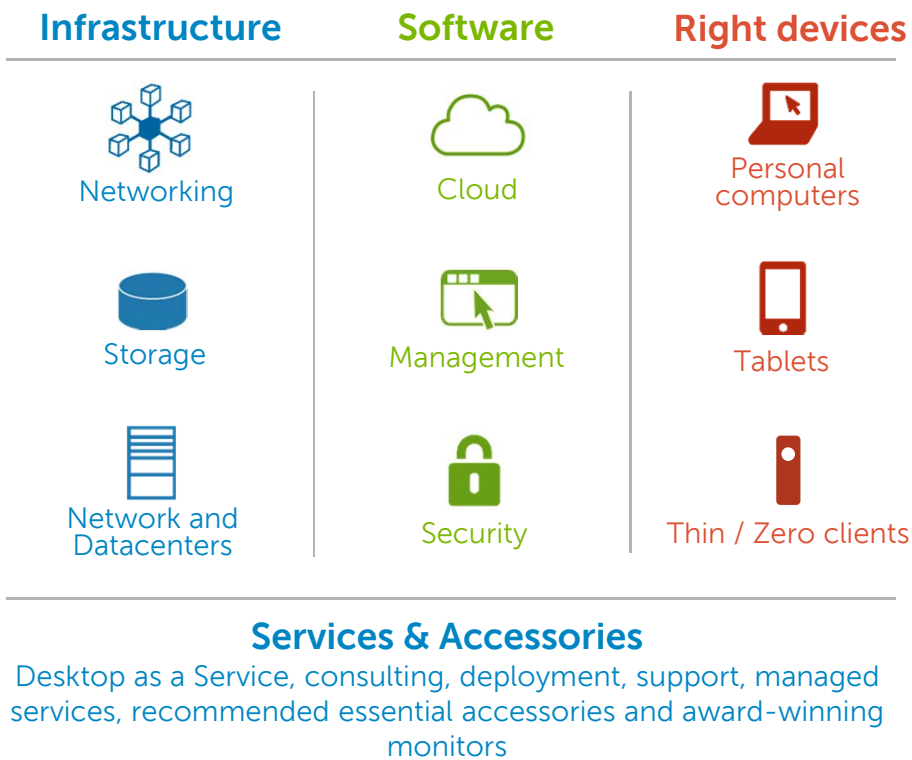 Infrastructure
Software
Right devices
Networking
Cloud
Personal
computers
Storage
Management
Tablets
Network and
Datacenters
Security
Thin / Zero clients
Services & Accessories
Desktop as a Service, consulting, deployment, support, managed
services, recommended essential accessories and award-winning
monitors